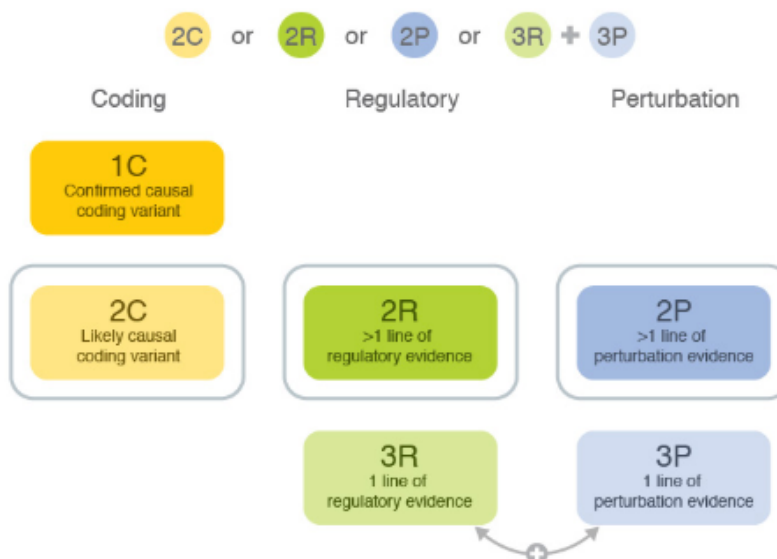 2C or 2R or 2P or 3R + 3P
Coding Regulatory Perturbation
1C
Confirmed causal
coding variant
2C
Likely causal
coding variant
2R
>1 line of
regulatory evidence
2P
>1 line of
perturbation evidence
3R
1 line of
regulatory evidence
3P
1 line of
perturbation evidence
+